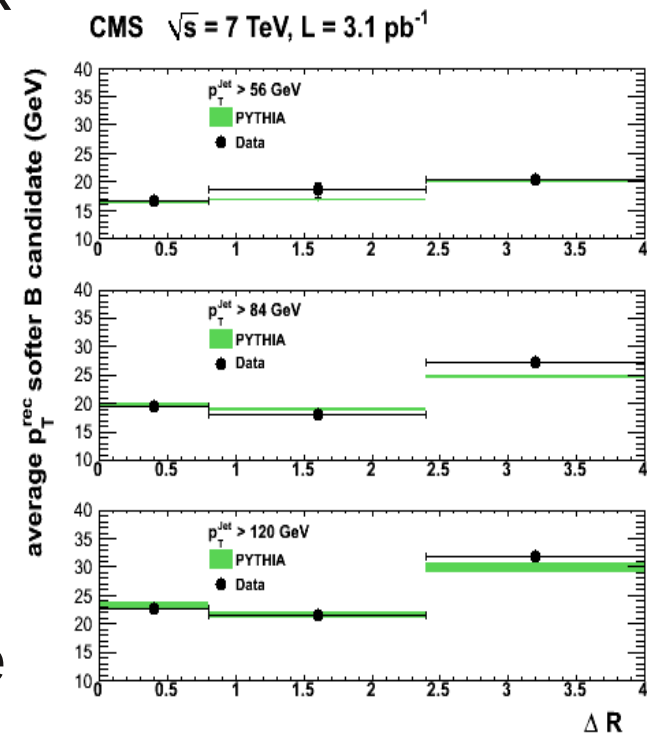 CMS √s = 7 TeV, L = 3.1 pb⁻¹
average p_T^rec softer B candidate (GeV)
40
35
30
25
20
15
10
p_T^Jet > 56 GeV
PYTHIA
Data
0 0.5 1 1.5 2 2.5 3 3.5 4
40
35
30
25
20
15
10
p_T^Jet > 84 GeV
PYTHIA
Data
0 0.5 1 1.5 2 2.5 3 3.5 4
40
35
30
25
20
15
10
p_T^Jet > 120 GeV
PYTHIA
Data
0 0.5 1 1.5 2 2.5 3 3.5 4
Δ R